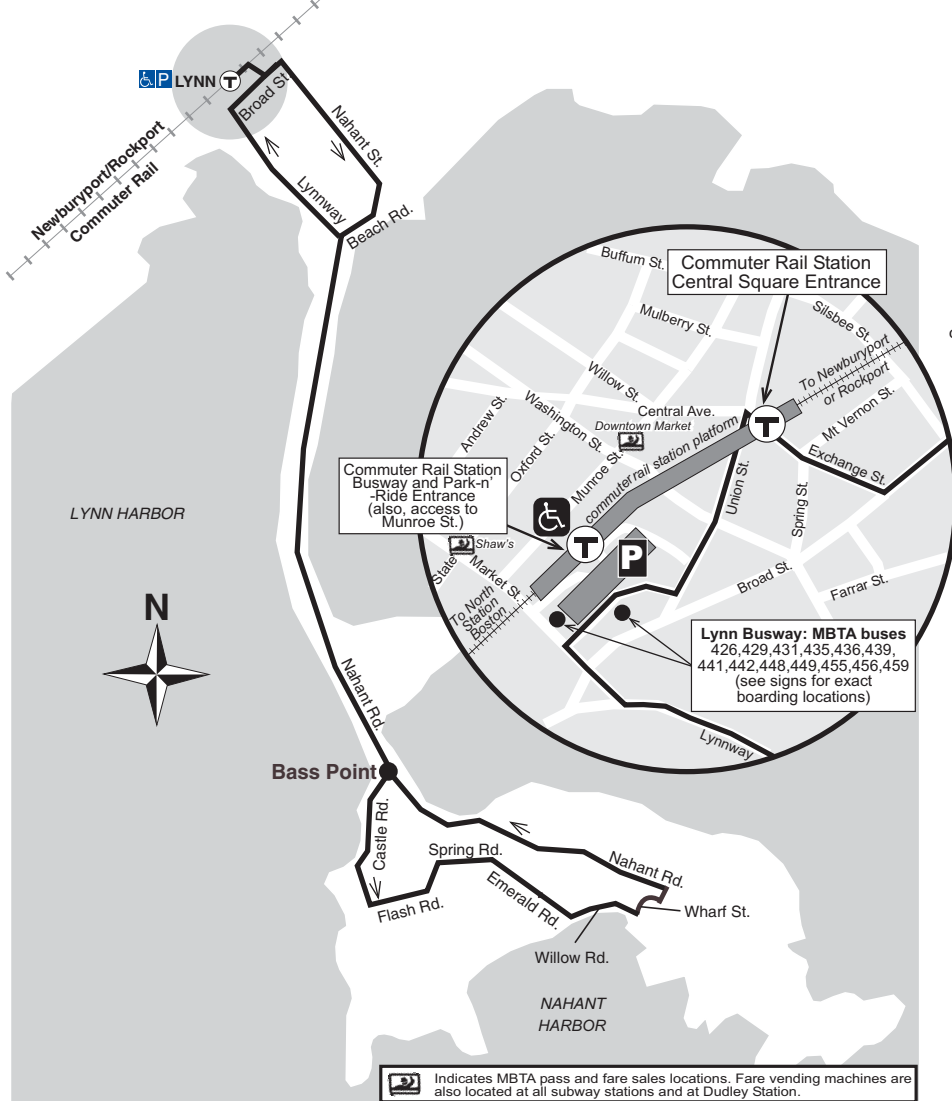 P LYNN T
Broad St
Nahant St.
Newburyport/Rockport
Commuter Rail
Lynnway
Beach Rd.
LYNN HARBOR
N
Nahant Rd.
Bass Point
Castle Rd.
Flash Rd.
Spring Rd.
Emerald Rd.
Nahant Rd.
Wharf St.
Willow Rd.
NAHANT
HARBOR
Commuter Rail Station
Central Square Entrance
Buffum St.
Silsbee St.
Mulberry St.
To Newburyport
or Rockport
Willow St.
Mt Vernon St.
Central Ave.
Downtown Market
Washington St.
Andrew St.
Oxford St.
Munroe St.
commuter rail station platform
T
Exchange St.
Union St.
Spring St.
Commuter Rail Station
Busway and Park-n'
-Ride Entrance
(also, access to
Munroe St.)
T
P
Shaw's
State
Market St.
To North
Station
Boston
Broad St.
Farrar St.
Lynn Busway: MBTA buses
426,429,431,435,436,439,
441,442,448,449,455,456,459
(see signs for exact
boarding locations)
Lynnway
Indicates MBTA pass and fare sales locations. Fare vending machines are
also located at all subway stations and at Dudley Station.